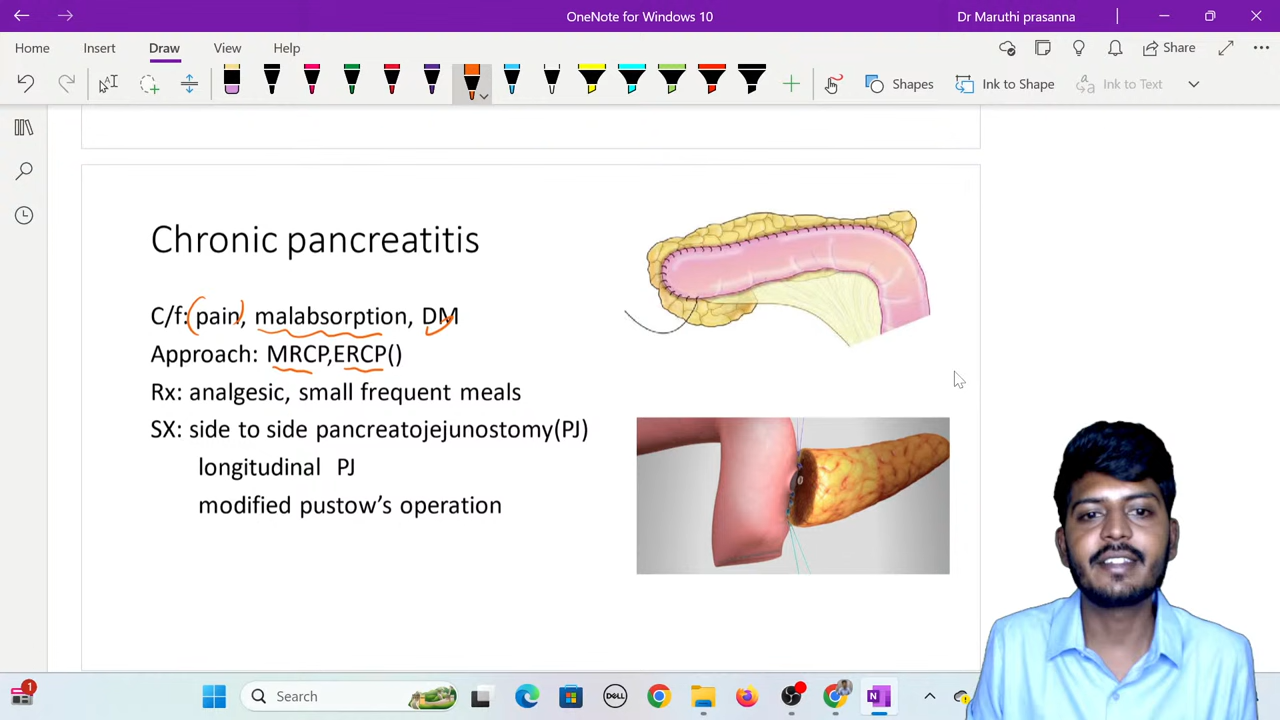 OneNote for Windows 10
Dr Maruthi prasanna
Home
Insert
Draw
View
Help
Share
Shapes
Ink to Shape
Ink to Text
Chronic pancreatitis
C/f: pain, malabsorption, DM
Approach: MRCP,ERCP()
Rx: analgesic, small frequent meals
SX: side to side pancreatojejunostomy(PJ)
longitudinal PJ
modified pustow’s operation
1
Search
DELL
N